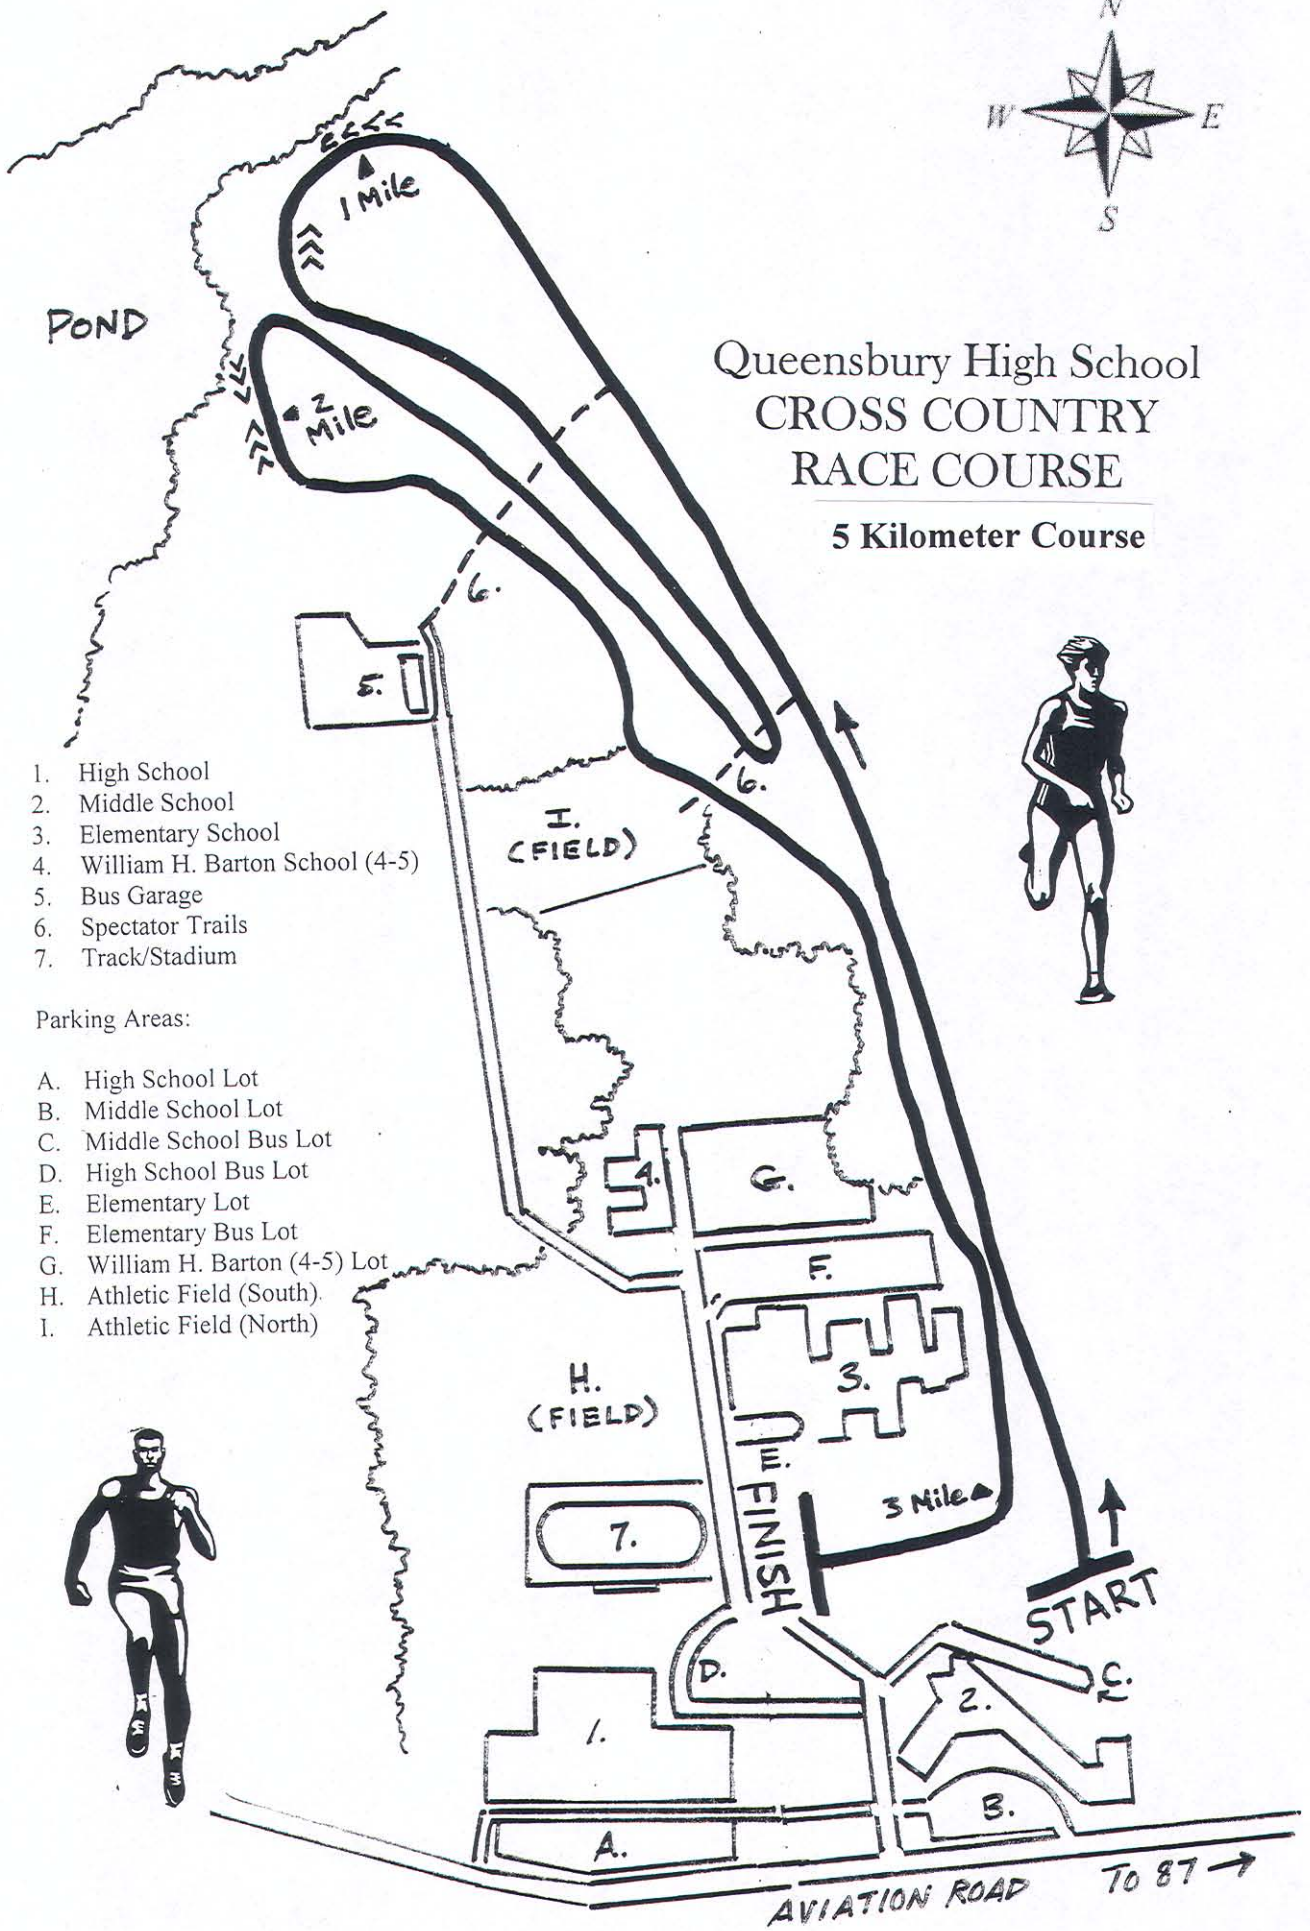 N
W E
S
1 Mile
POND
Queensbury High School
CROSS COUNTRY
RACE COURSE
5 Kilometer Course
2
Mile
6.
5.
6.
I.
(FIELD)
1. High School
2. Middle School
3. Elementary School
4. William H. Barton School (4-5)
5. Bus Garage
6. Spectator Trails
7. Track/Stadium
Parking Areas:
A. High School Lot
B. Middle School Lot
C. Middle School Bus Lot
D. High School Bus Lot
E. Elementary Lot
F. Elementary Bus Lot
G. William H. Barton (4-5) Lot
H. Athletic Field (South)
I. Athletic Field (North)
4.
G.
F.
3.
H.
(FIELD)
E.
FINISH
3 Mile
7.
START
D.
C.
2.
1.
B.
A.
AVIATION ROAD
TO 87 →